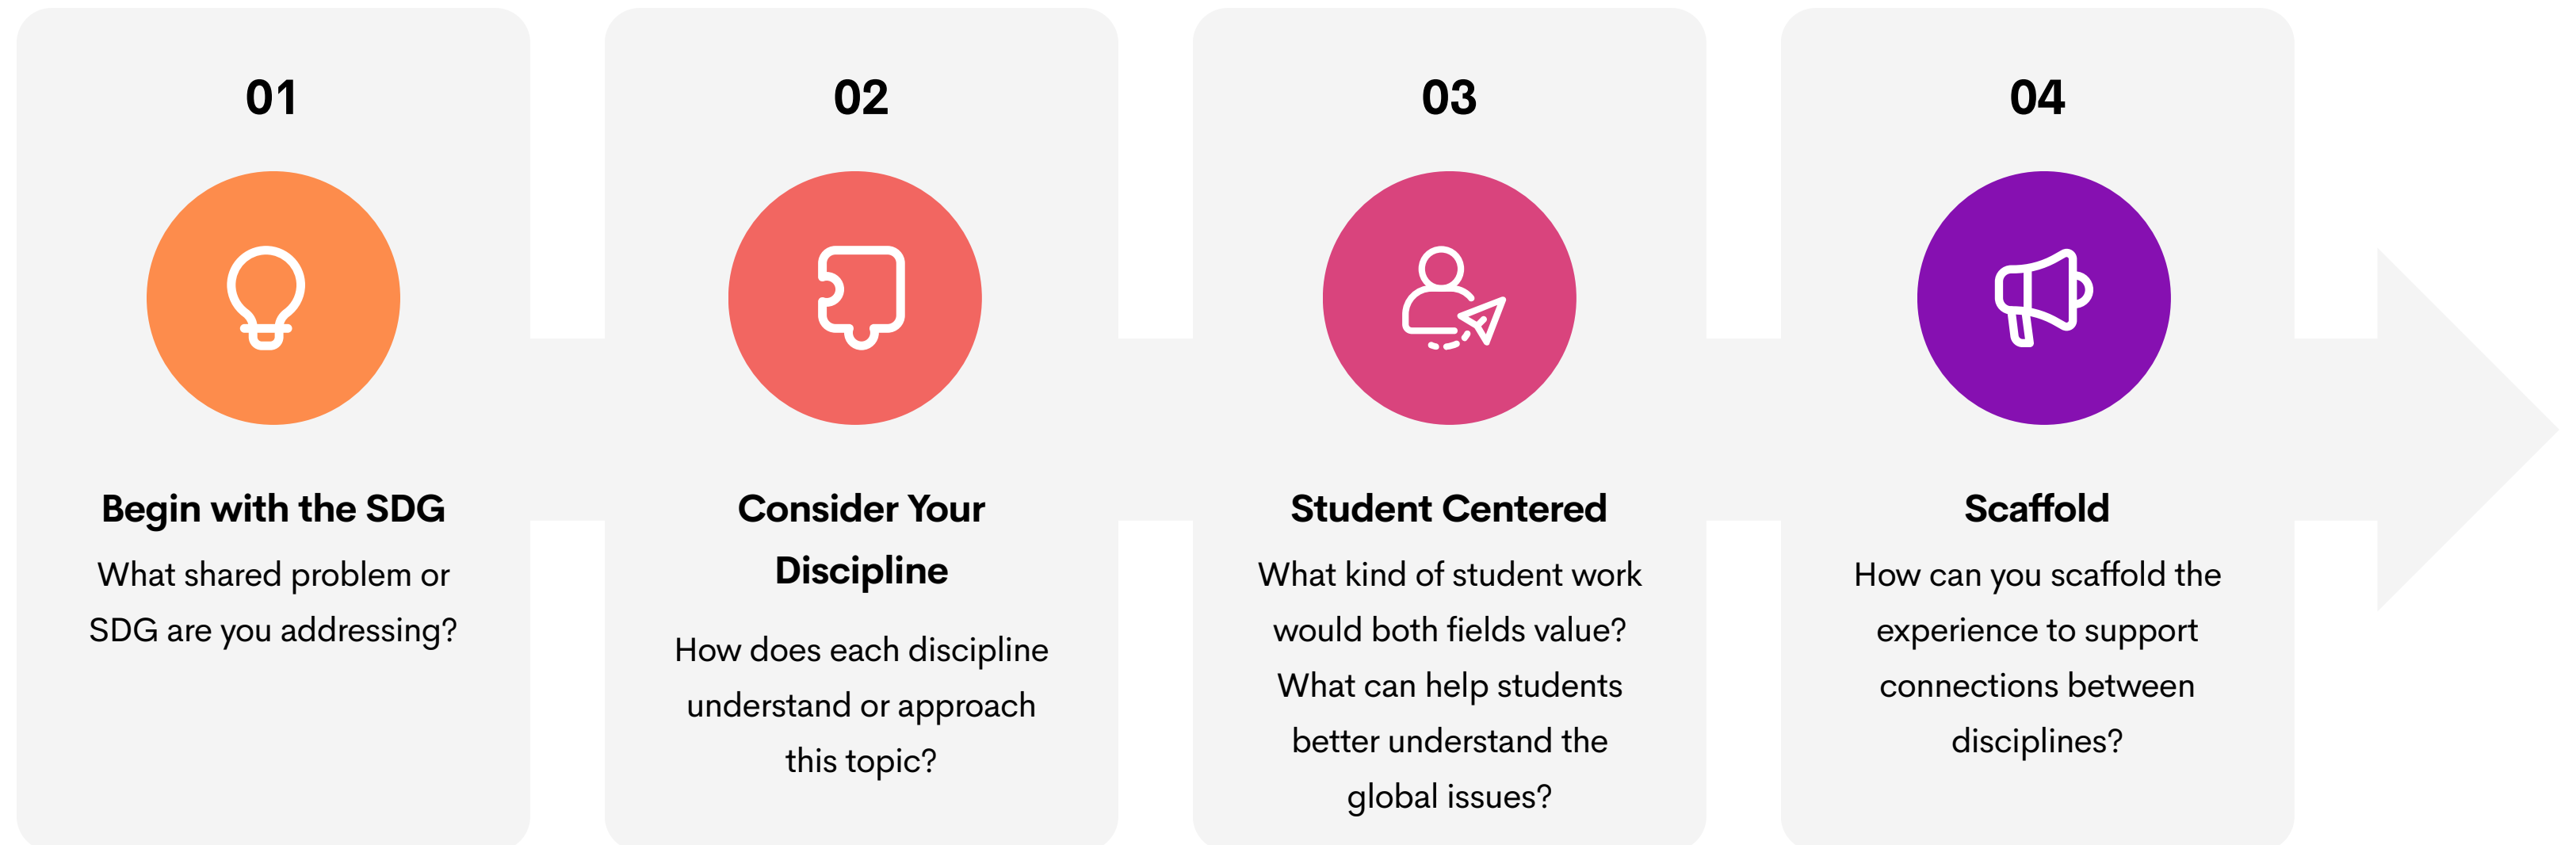 01
Begin with the SDG
What shared problem or
SDG are you addressing?
02
Consider Your
Discipline
How does each discipline
understand or approach
this topic?
03
Student Centered
What kind of student work
would both fields value?
What can help students
better understand the
global issues?
04
Scaffold
How can you scaffold the
experience to support
connections between
disciplines?